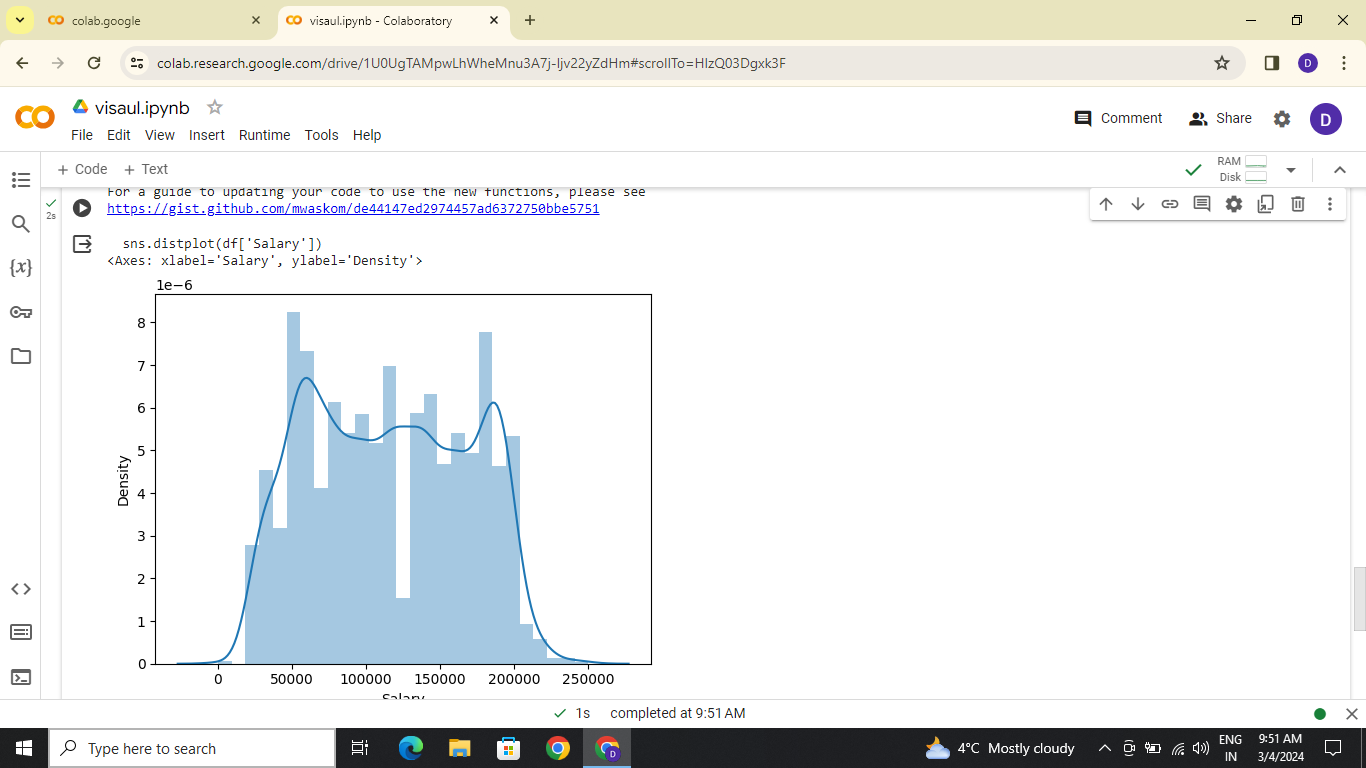 colab.google
visaul.ipynb - Colaboratory
colab.research.google.com/drive/1U0UgTAMpwLhWheMnu3A7j-Ijv22yZdHm#scrollTo=HIzQ03Dgxk3F
D
CO
visaul.ipynb
Comment
Share
D
File Edit View Insert Runtime Tools Help
+ Code + Text
RAM
Disk
For a guide to updating your code to use the new functions, please see
2s
https://gist.github.com/mwaskom/de44147ed2974457ad6372750bbe5751
sns.distplot(df['Salary'])
{x}
<Axes: xlabel='Salary', ylabel='Density'>
1e-6
8
7
6
5
4
3
2
1
0
Density
0 50000 100000 150000 200000 250000
Salary
1s completed at 9:51 AM
Type here to search
D
4°C Mostly cloudy
ENG
IN
9:51 AM
3/4/2024